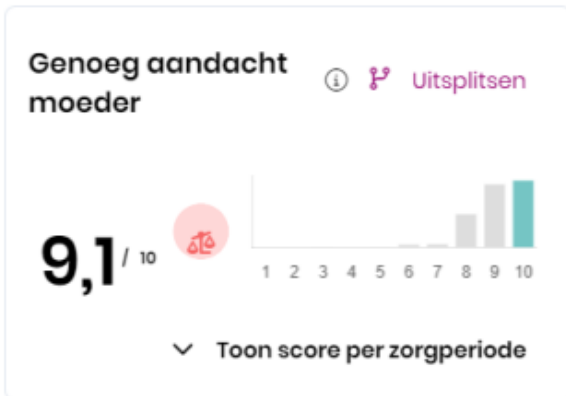 Genoeg aandacht
moeder
Uitsplitsen
9,1 / 10
1 2 3 4 5 6 7 8 9 10
Toon score per zorgperiode